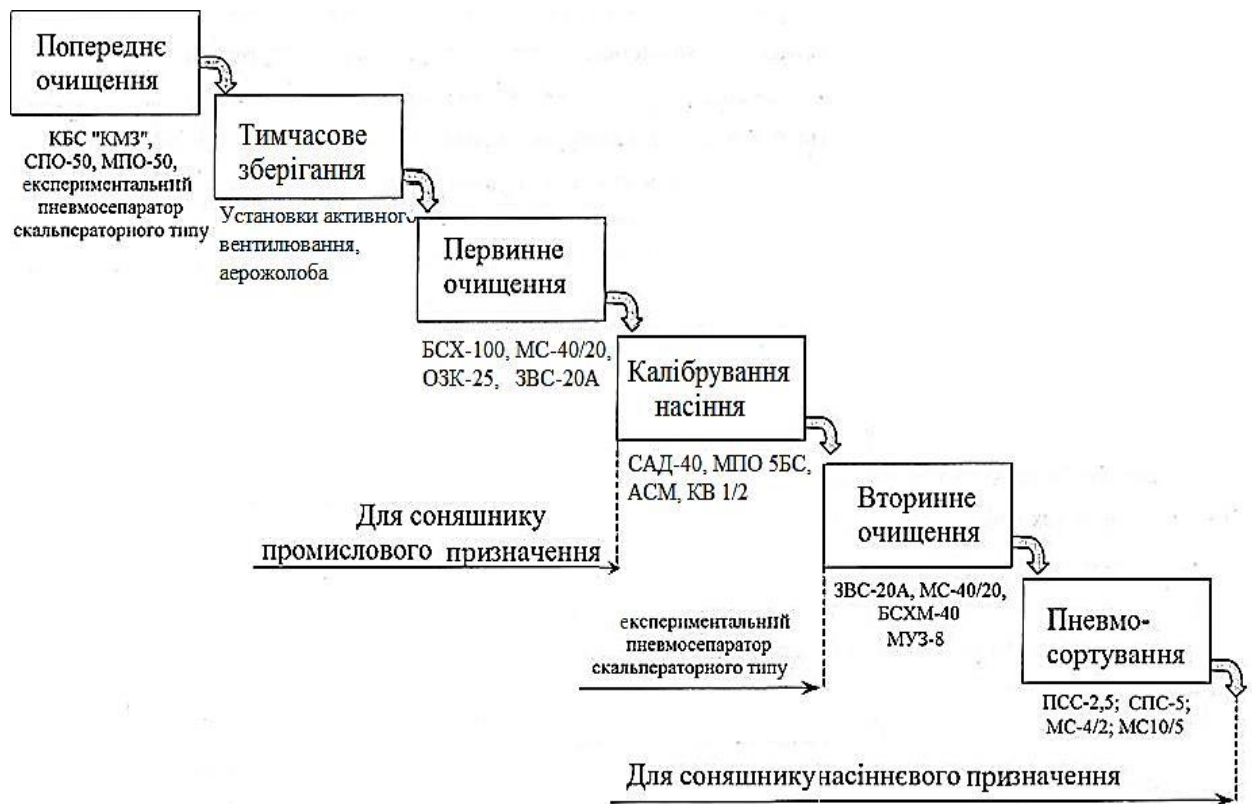 Попереднє
очищення
КБС "КМЗ",
СПО-50, МПО-50,
експериментальний
пневмосепаратор
скальператорного типу
Тимчасове
зберігання
Установки активного
вентилювання,
аерожолоба
Первинне
очищення
БСХ-100, МС-40/20,
ОЗК-25, ЗВС-20А
Калібрування
насіння
САД-40, МПО 5БС,
АСМ, КВ 1/2
Для соняшнику
промислового призначення
Вторинне
очищення
ЗВС-20А, МС-40/20,
БСХМ-40
МУЗ-8
експериментальний
пневмосепаратор
скальператорного типу
Пневмо-
сортування
ПСС-2,5; СПС-5;
МС-4/2; МС10/5
Для соняшнику насіннєвого призначення